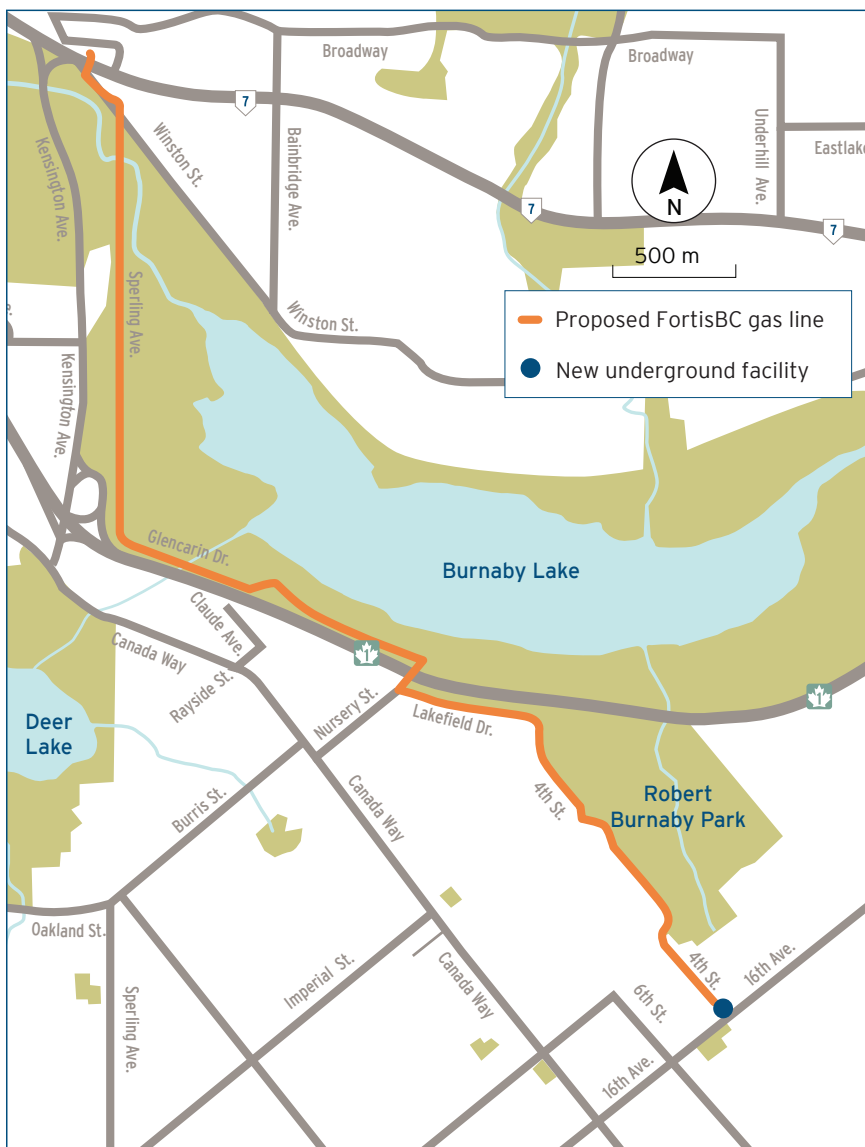 Broadway
Broadway
7
Winston St.
Bainbridge Ave.
Underhill Ave.
Eastlake
Kensington Ave.
N
7
7
500 m
Sperling Ave.
Winston St.
Proposed FortisBC gas line
New underground facility
e.
Kensington Ave.
Glencarin Dr.
Burnaby Lake
Claude Ave.
Canada Way
1
Rayside St.
1
Nursery St.
Lakefield Dr.
Deer
Lake
Burris St.
Canada Way
4th St.
Robert
Burnaby Park
Oakland St.
Imperial St.
Canada Way
4th St.
16th Ave.
6th St.
Sperling Ave.
16th Ave.